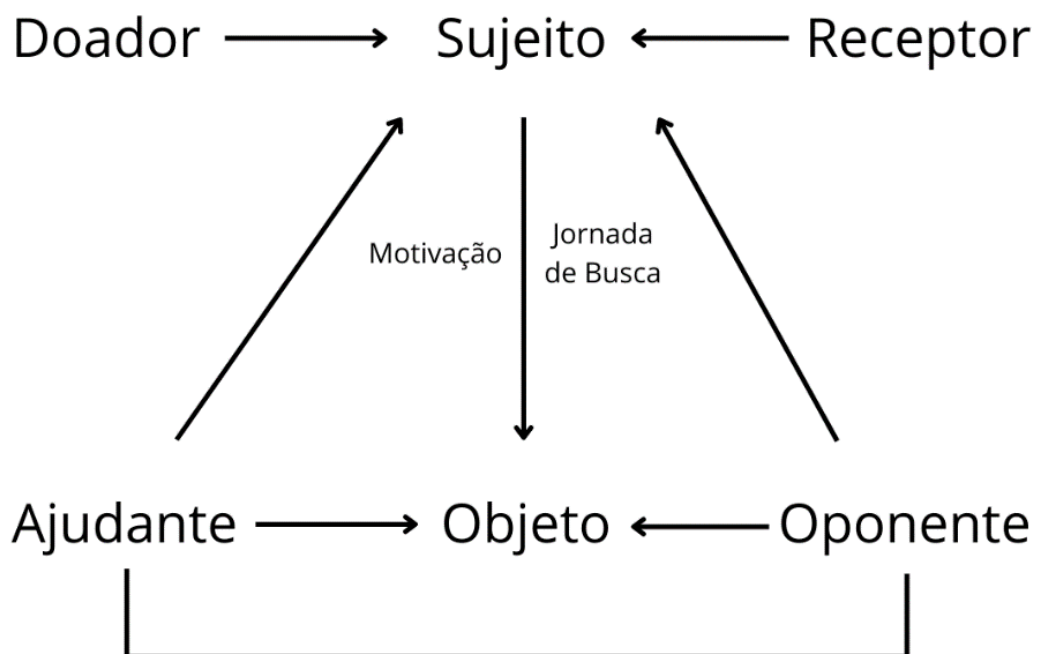 Doador Sujeito Receptor
Motivação
Jornada
de Busca
Ajudante Objeto Oponente